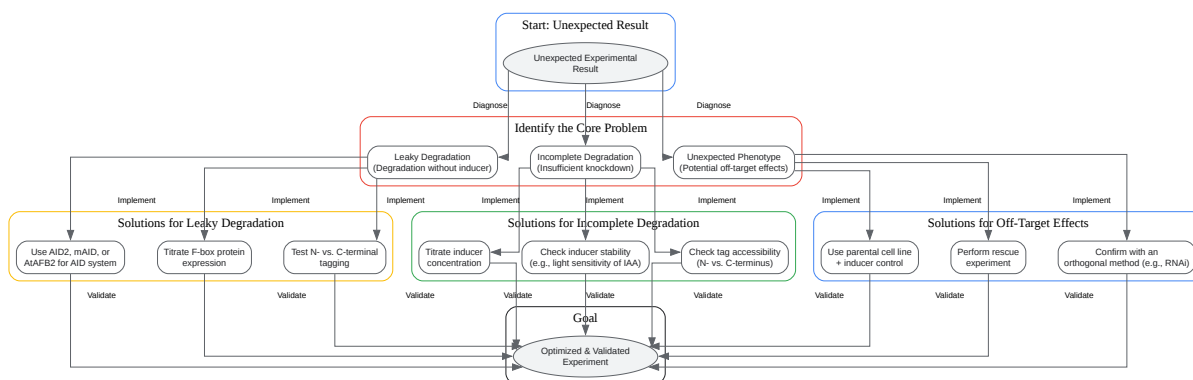 Start: Unexpected Result
Unexpected Experimental
Result
Diagnose
Diagnose
Diagnose
Identify the Core Problem
Leaky Degradation
(Degradation without inducer)
Incomplete Degradation
(Insufficient knockdown)
Unexpected Phenotype
(Potential off-target effects)
Implement
Implement
Implement
Implement
Implement
Implement
Implement
Implement
Implement
Solutions for Leaky Degradation
Solutions for Incomplete Degradation
Solutions for Off-Target Effects
Use AID2, mAID, or
AtAFB2 for AID system
Titrate F-box protein
expression
Test N- vs. C-terminal
tagging
Titrate inducer
concentration
Check inducer stability
(e.g., light sensitivity of IAA)
Check tag accessibility
(N- vs. C-terminus)
Use parental cell line
+ inducer control
Perform rescue
experiment
Confirm with an
orthogonal method (e.g., RNAi)
Validate
Validate
Validate
Validate
Validate
Validate
Validate
Validate
Validate
Goal
Optimized & Validated
Experiment